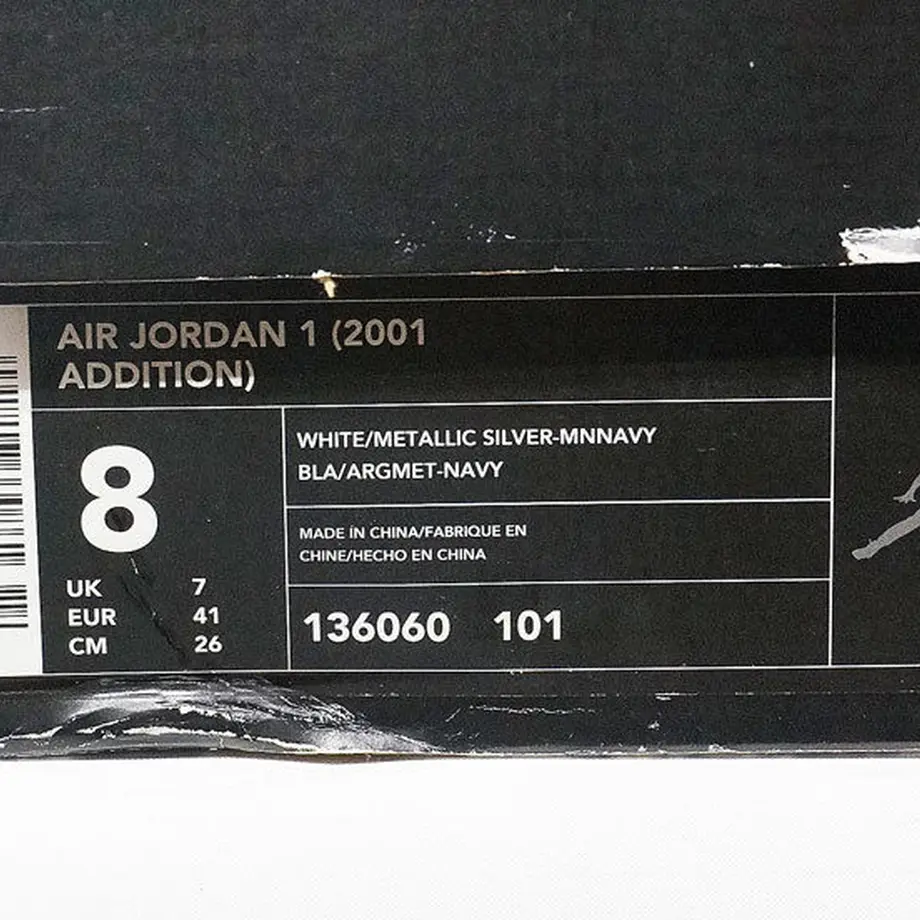 AIR JORDAN 1 (2001
ADDITION)
8
UK 7
EUR 41
CM 26
WHITE/METALLIC SILVER-MNNAVY
BLA/ARGMET-NAVY
MADE IN CHINA/FABRIQUE EN
CHINE/HECHO EN CHINA
136060 101